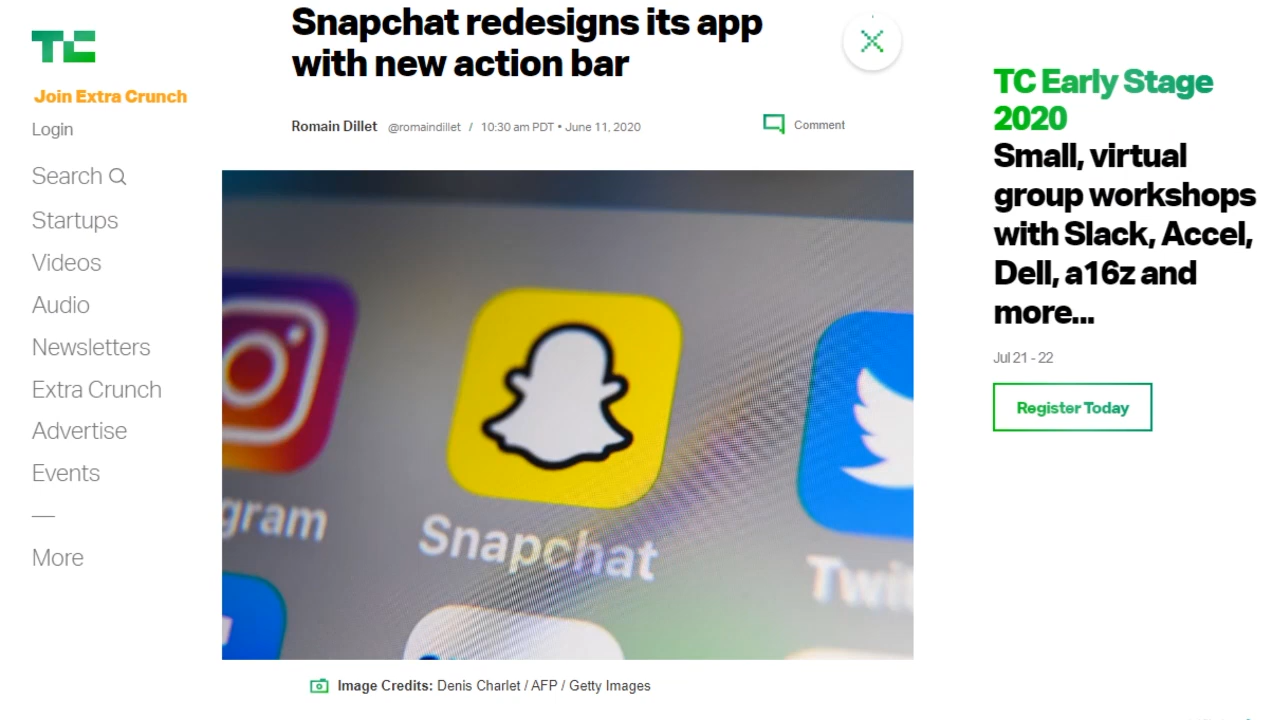 TC
Join Extra Crunch
Login
Search
Startups
Videos
Audio
Newsletters
Extra Crunch
Advertise
Events
More
Snapchat redesigns its app
with new action bar
Romain Dillet @romaindillet / 10:30 am PDT • June 11, 2020
Comment
gram
Snapchat
Twit
Image Credits: Denis Charlet / AFP / Getty Images
TC Early Stage
2020
Small, virtual
group workshops
with Slack, Accel,
Dell, a16z and
more...
Jul 21 - 22
Register Today